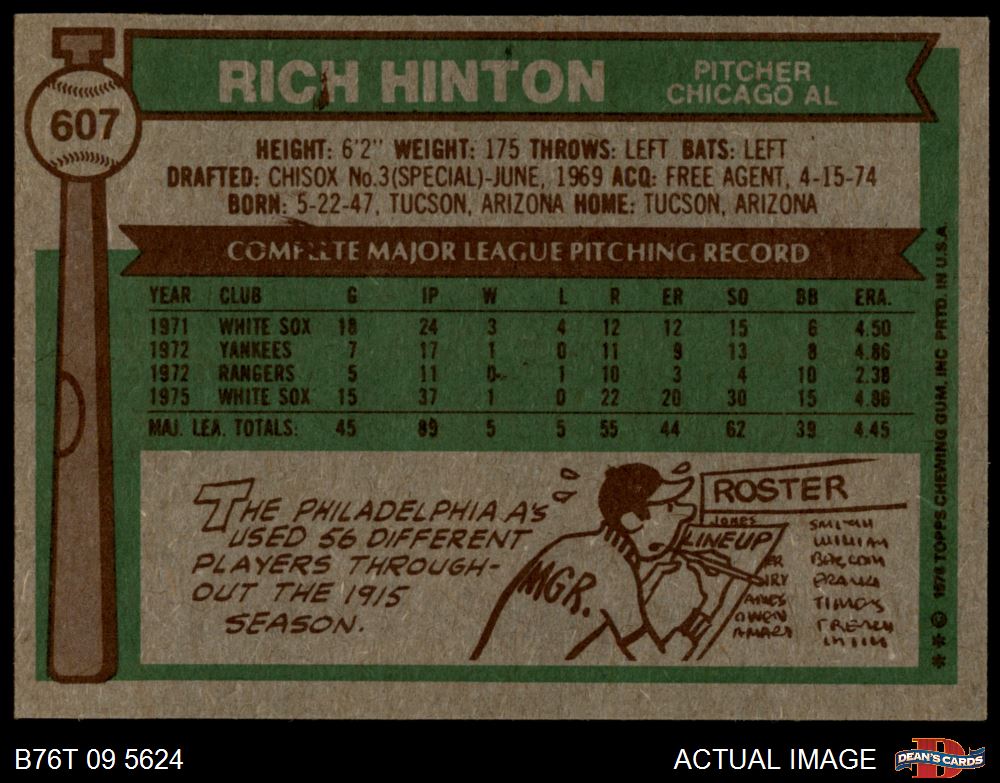 607
RICH HINTON
PITCHER
CHICAGO AL
HEIGHT: 6'2" WEIGHT: 175 THROWS: LEFT BATS: LEFT
DRAFTED: CHISOX No.3(SPECIAL)-JUNE, 1969 ACQ: FREE AGENT, 4-15-74
BORN: 5-22-47, TUCSON, ARIZONA HOME: TUCSON, ARIZONA
COMPLETE MAJOR LEAGUE PITCHING RECORD
YEAR CLUB G IP W L R ER SO BB ERA.
1971 WHITE SOX 18 24 3 4 12 12 15 6 4.50
1972 YANKEES 7 17 1 0 11 9 13 8 4.86
1972 RANGERS 5 11 0 1 10 3 4 10 2.38
1975 WHITE SOX 15 37 1 0 22 20 30 15 4.86
MAJ. LEA. TOTALS: 45 89 5 5 55 44 62 39 4.45
THE PHILADELPHIA A'S
USED 56 DIFFERENT
PLAYERS THROUGH-
OUT THE 1915
SEASON.
MGR.
ROSTER
JONES
LINEUP
OWEN
** © 1976 TOPPS CHEWING GUM, INC PRTD. IN U.S.A.
B76T 09 5624
ACTUAL IMAGE
D
DEAN'S CARDS